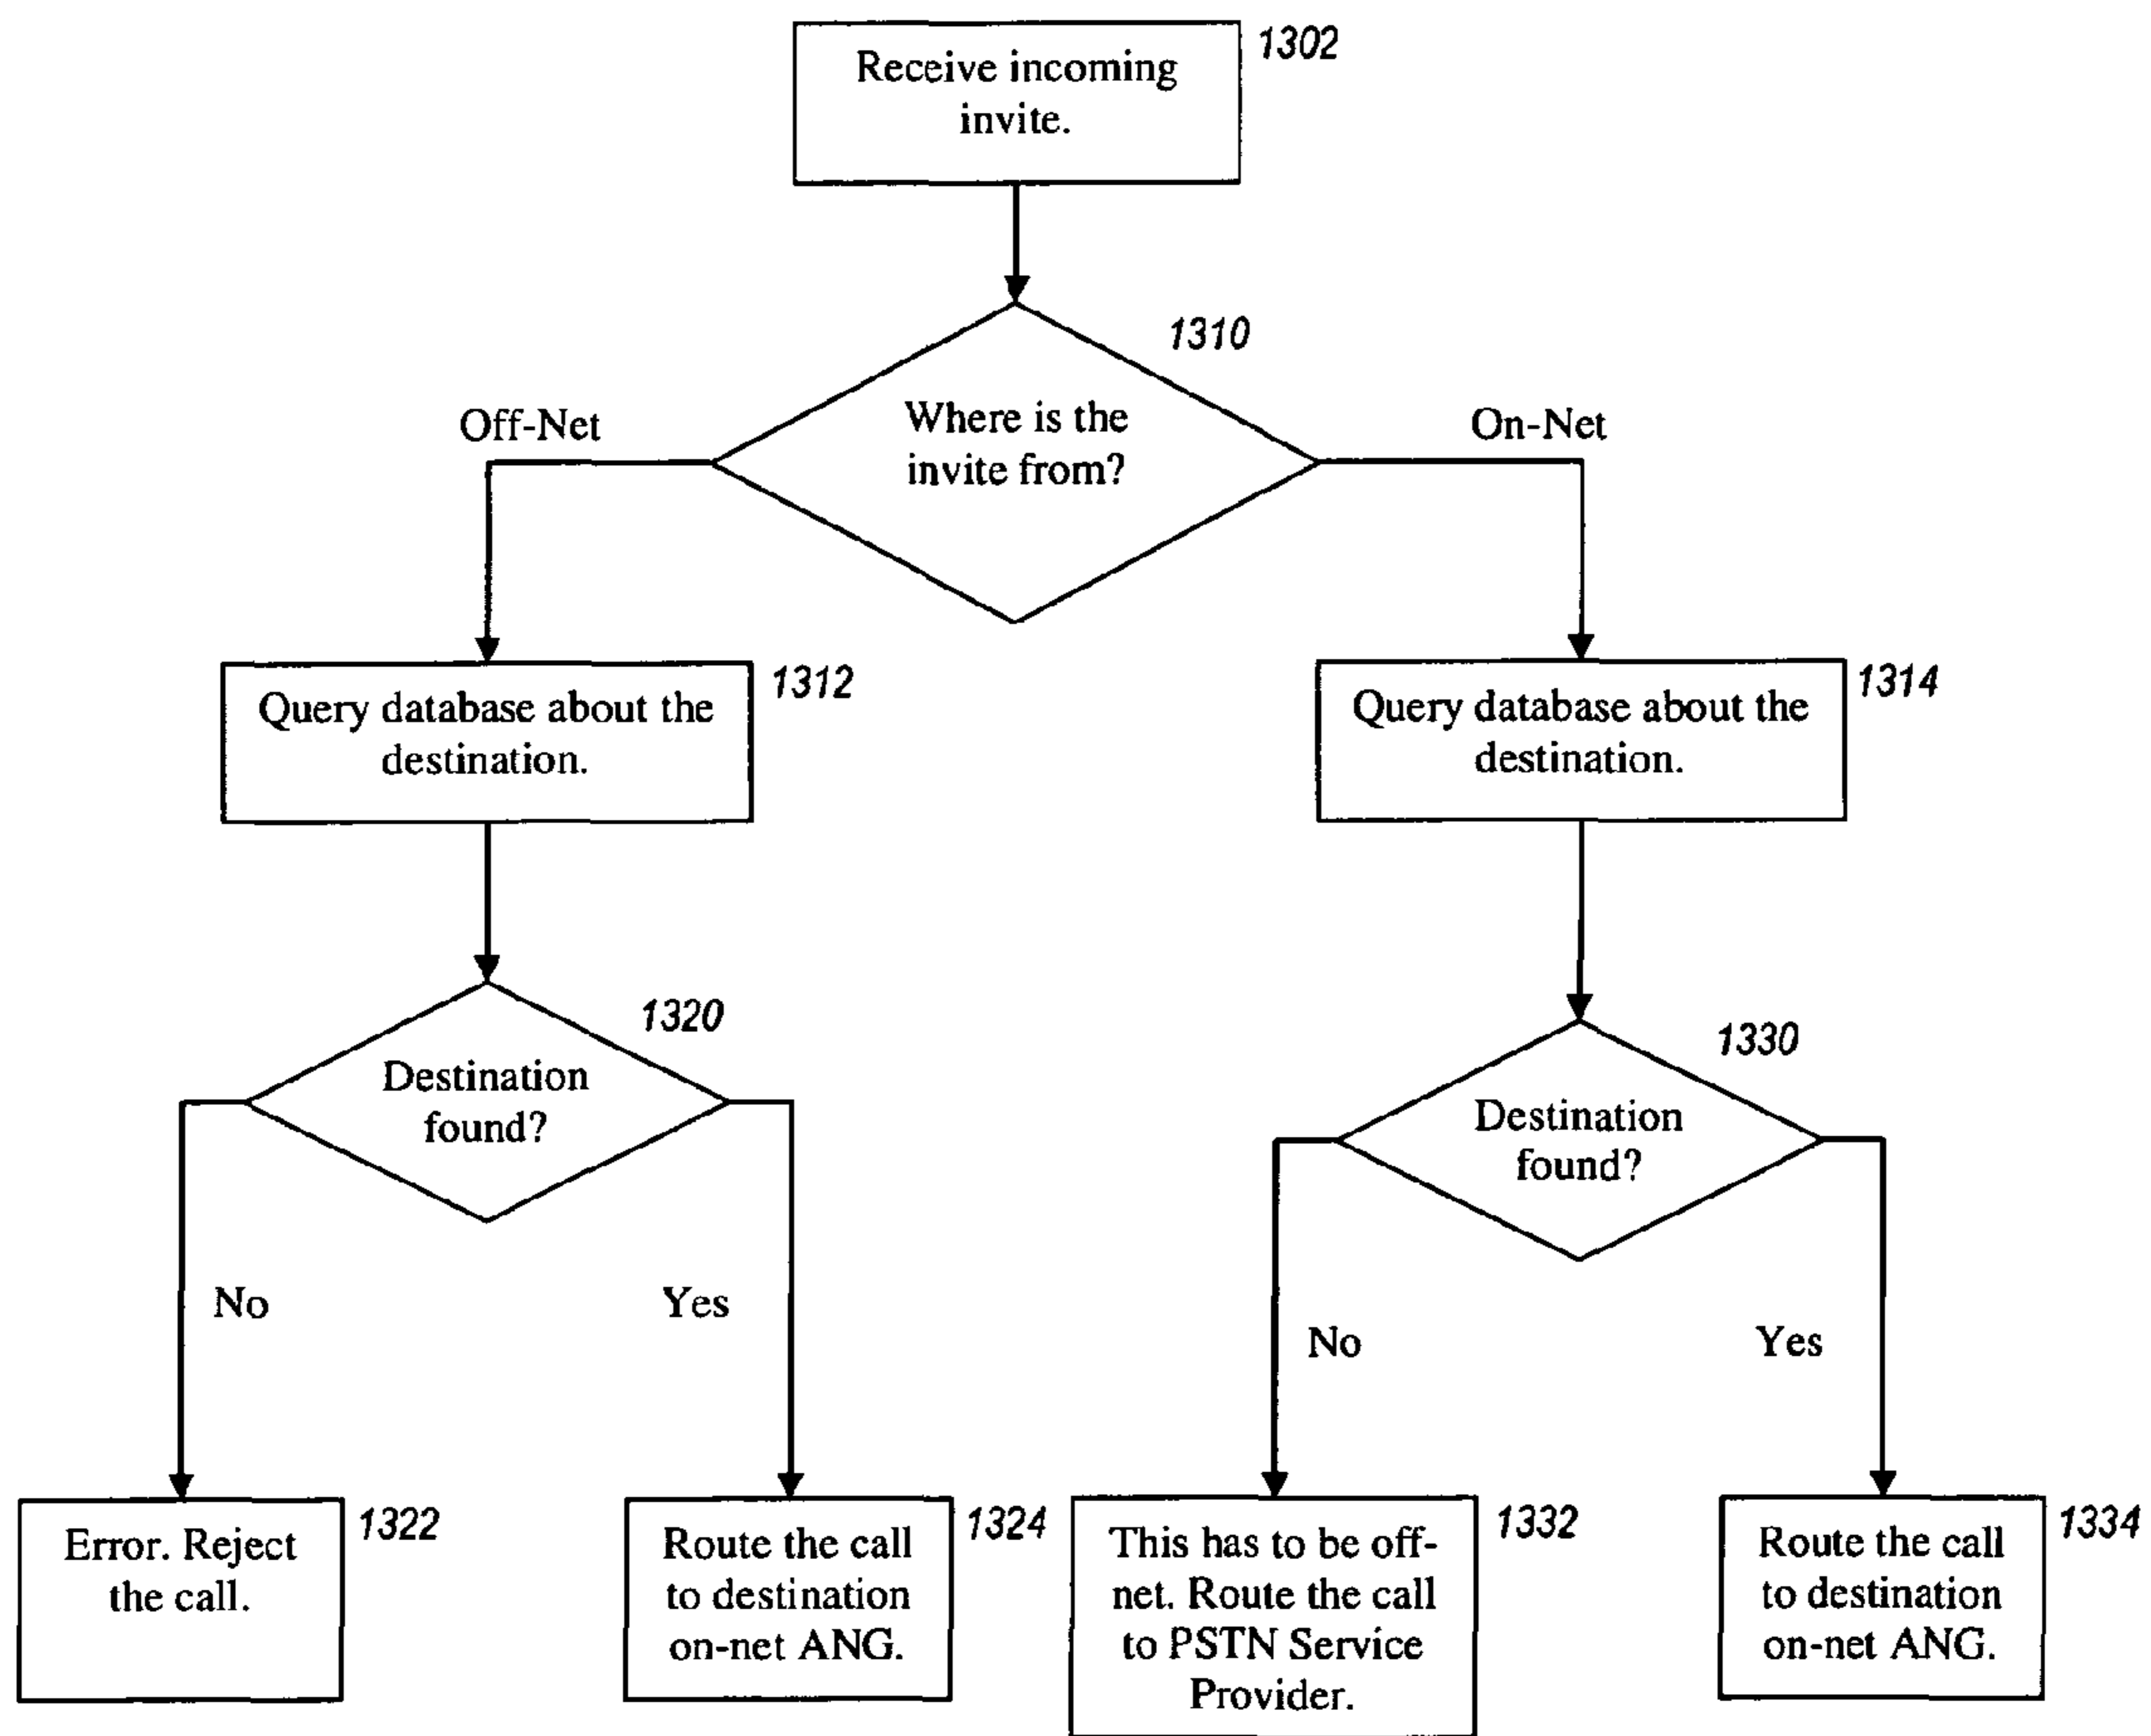 Receive incoming
invite.
1302
1310
Where is the
invite from?
Off-Net
On-Net
Query database about the
destination.
1312
Query database about the
destination.
1314
Destination
found?
1320
Destination
found?
1330
No
Yes
No
Yes
Error. Reject
the call.
1322
Route the call
to destination
on-net ANG.
1324
This has to be off-
net. Route the call
to PSTN Service
Provider.
1332
Route the call
to destination
on-net ANG.
1334